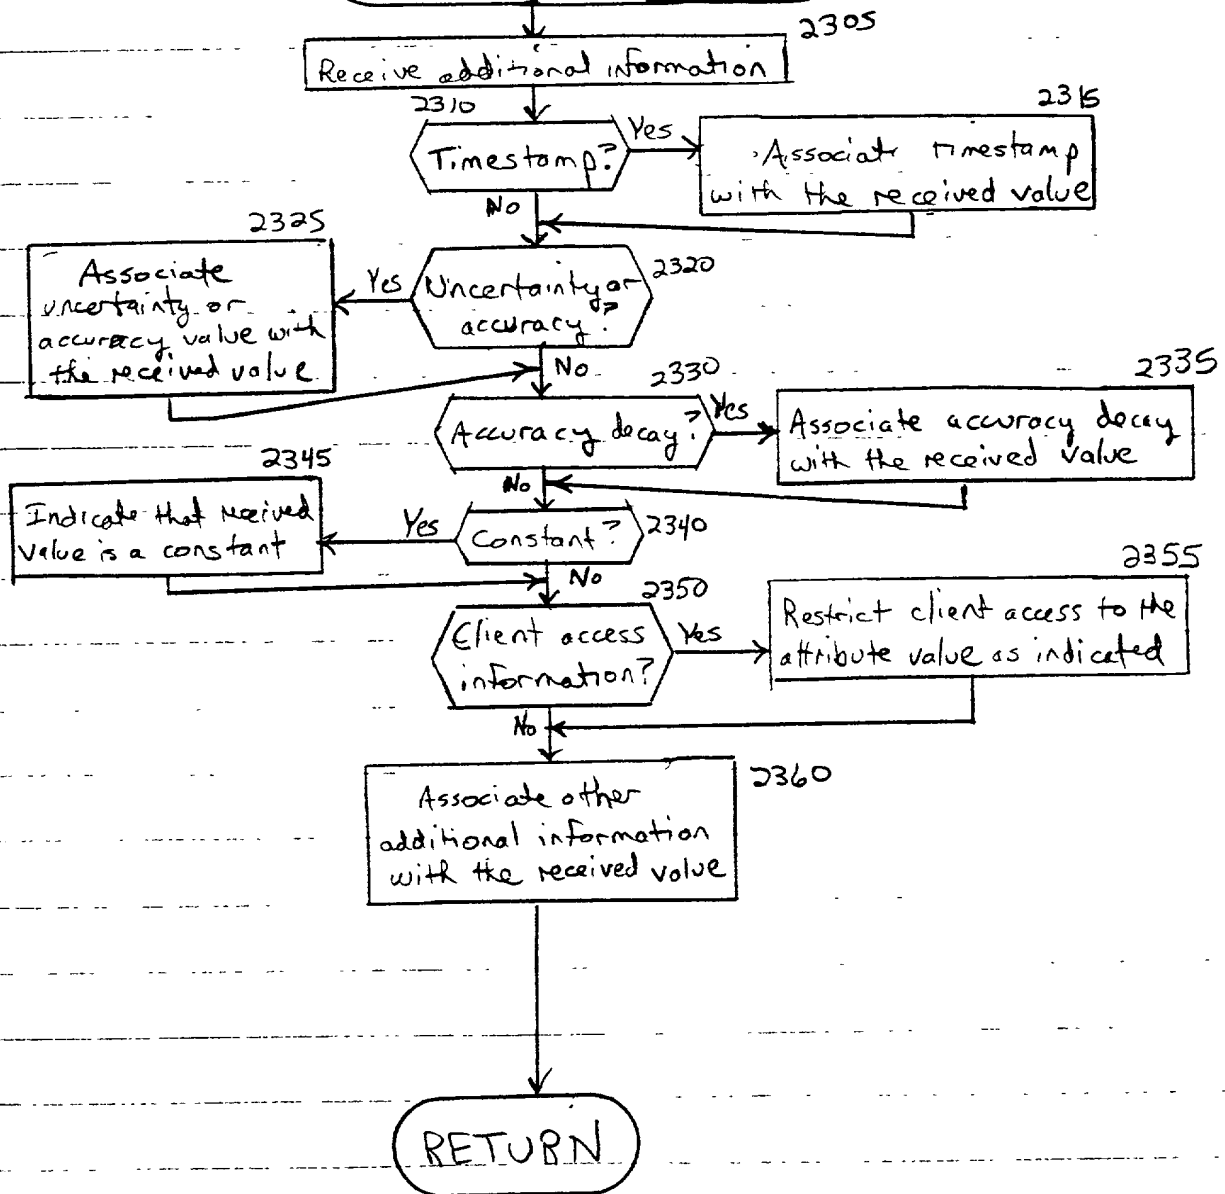 2305
Receive additional information
2310
Timestamp?
Yes
2315
Associate timestamp
with the received value
No
2325
Associate
uncertainty or
accuracy value with
the received value
Yes
2320
Uncertainty or
accuracy?
No
2330
Accuracy decay?
Yes
2335
Associate accuracy decay
with the received value
No
2345
Indicate that received
value is a constant
Yes
Constant?
2340
No
2350
Client access
information?
Yes
2355
Restrict client access to the
attribute value as indicated
No
2360
Associate other
additional information
with the received value
RETURN